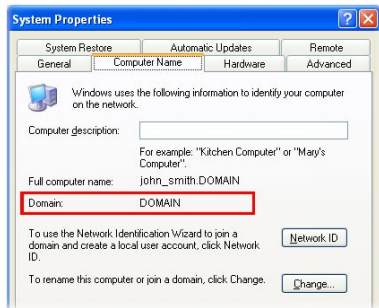 System Properties
System Restore Automatic Updates Remote
General Computer Name Hardware Advanced
Windows uses the following information to identify your computer
on the network.
Computer description:
For example: "Kitchen Computer" or "Mary's
Computer".
Full computer name: john_smith.DOMAIN
Domain: DOMAIN
To use the Network Identification Wizard to join a
domain and create a local user account, click Network
ID.
Network ID
To rename this computer or join a domain, click Change.
Change...